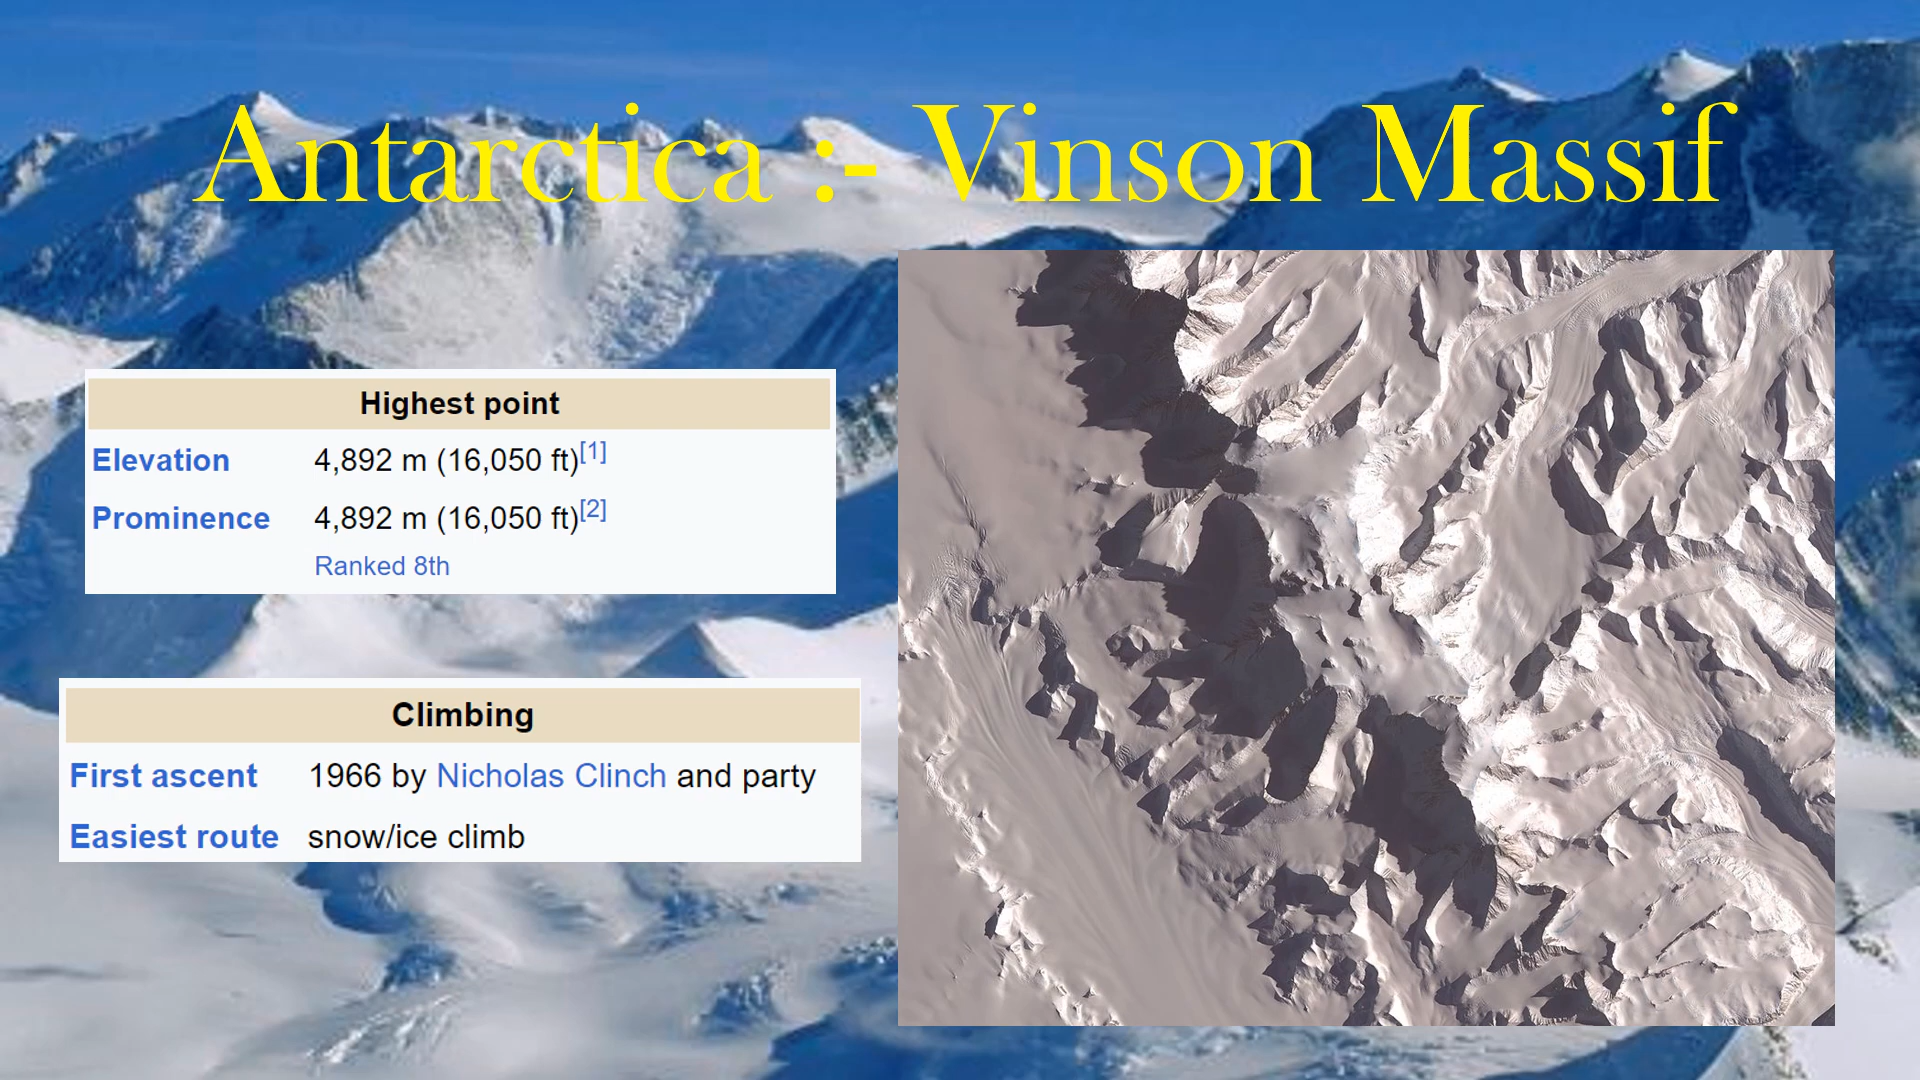 Antarctica :- Vinson Massif
Highest point
Elevation 4,892 m (16,050 ft)[1]
Prominence 4,892 m (16,050 ft)[2]
Ranked 8th
Climbing
First ascent 1966 by Nicholas Clinch and party
Easiest route snow/ice climb